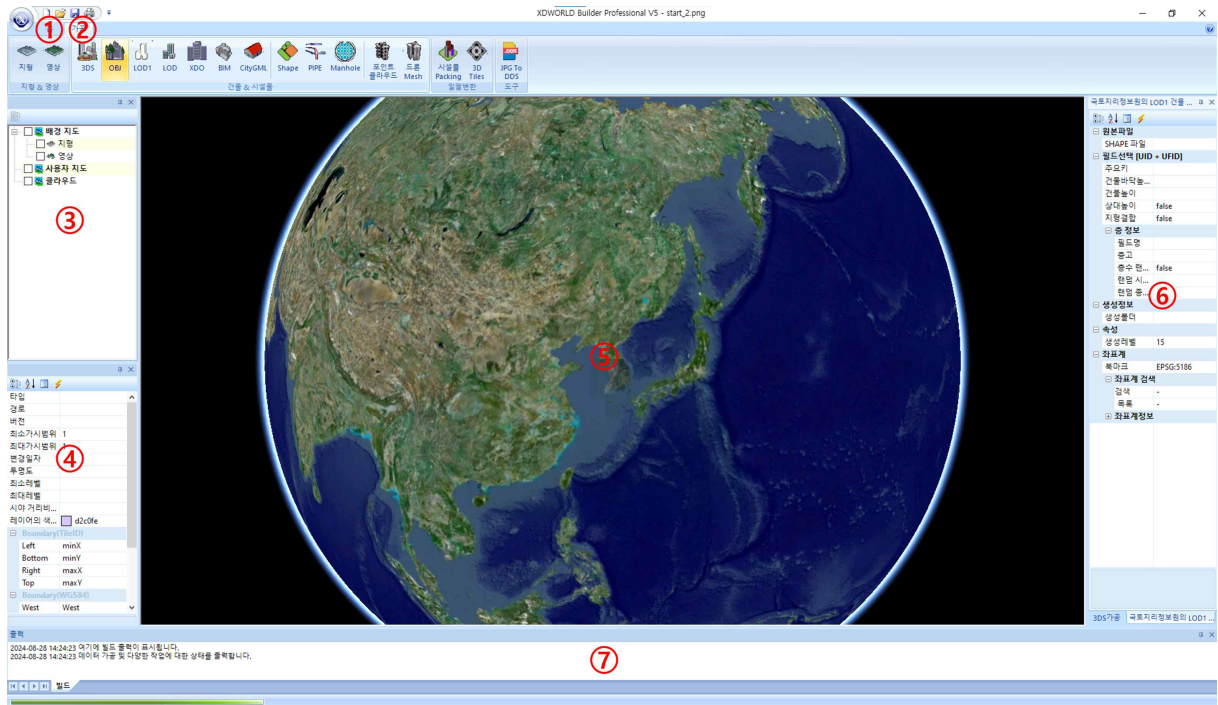 XDWORLD Builder Professional V5 - start_2.png
① ②
지형 영상 3DS OBJ LOD1 LOD XDO BIM CityGML Shape PIPE Manhole 포인트 클라우드 드론 Mesh 시설물 Packing 3D Tiles JPG To DDS
지형 & 영상 건물 & 시설물 일괄변환 도구
배경 지도
지형
영상
사용자 지도
클라우드
③
타입
경로
버전
최소가시범위 1
최대가시범위
변경일자
④
투명도
최소레벨
최대레벨
시야 거리비...
레이어의 색... d2c0fe
Boundary(TileID)
Left minX
Bottom minY
Right maxX
Top maxY
Boundary(WGS84)
West West
⑤
국토지리정보원의 LOD1 건물 ...
원본파일
SHAPE 파일
필드선택 [UID + UFID]
주요키
건물바닥높...
건물높이
상대높이 false
지형결합 false
층 정보
필드명
층고
층수 랜... false
랜덤 시...
랜덤 종...
⑥
생성정보
생성폴더
속성
생성레벨 15
좌표계
북마크 EPSG:5186
좌표계 검색
검색 -
목록 -
좌표계정보
3DS가공 국토지리정보원의 LOD1 ...
출력
2024-08-28 14:24:23 여기에 빌드 출력이 표시됩니다.
2024-08-28 14:24:23 데이터 가공 및 다양한 작업에 대한 상태를 출력합니다.
⑦
빌드